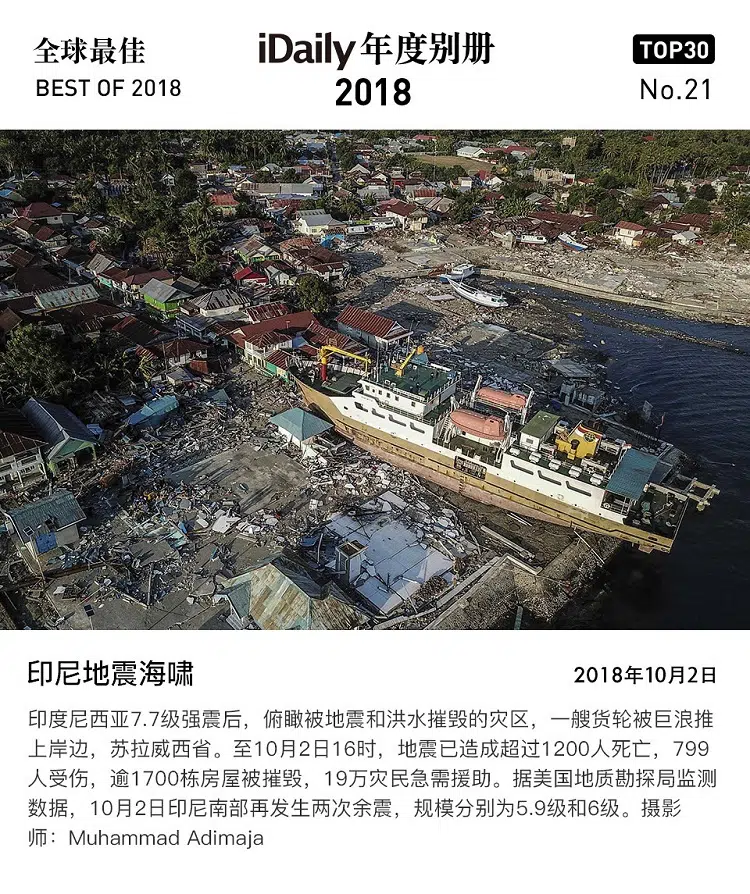 全球最佳
BEST OF 2018
iDaily 年度别册
2018
TOP30
No.21
印尼地震海啸
2018年10月2日
印度尼西亚7.7级强震后，俯瞰被地震和洪水摧毁的灾区，一艘货轮被巨浪推
上岸边，苏拉威西省。至10月2日16时，地震已造成超过1200人死亡，799
人受伤，逾1700栋房屋被摧毁，19万灾民急需援助。据美国地质勘探局监测
数据，10月2日印尼南部再发生两次余震，规模分别为5.9级和6级。摄影
师：Muhammad Adimaja